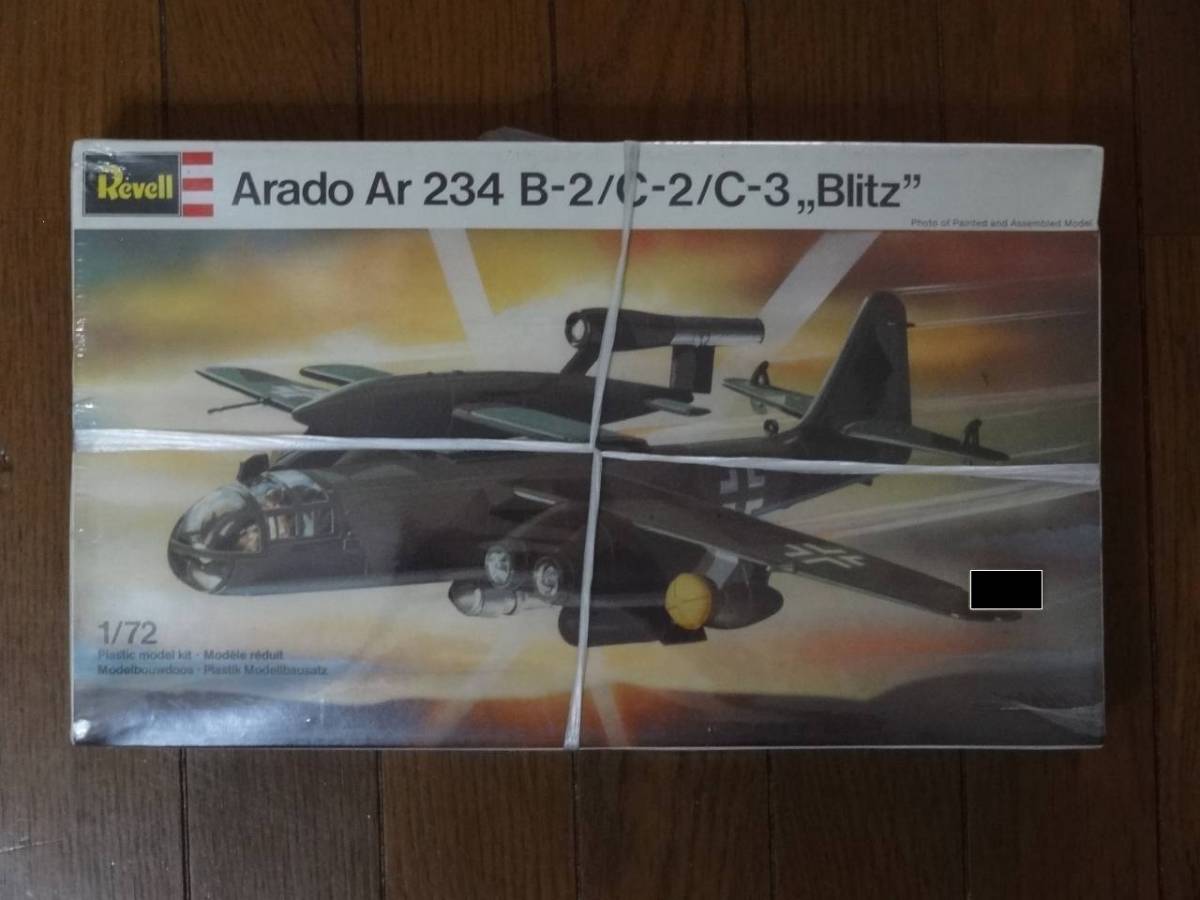 Revell
Arado Ar 234 B-2/C-2/C-3 „Blitz”
Photo of Painted and Assembled Model
1/72
Plastic model kit · Modèle réduit
Modelbouwdoos · Plastik Modellbausatz